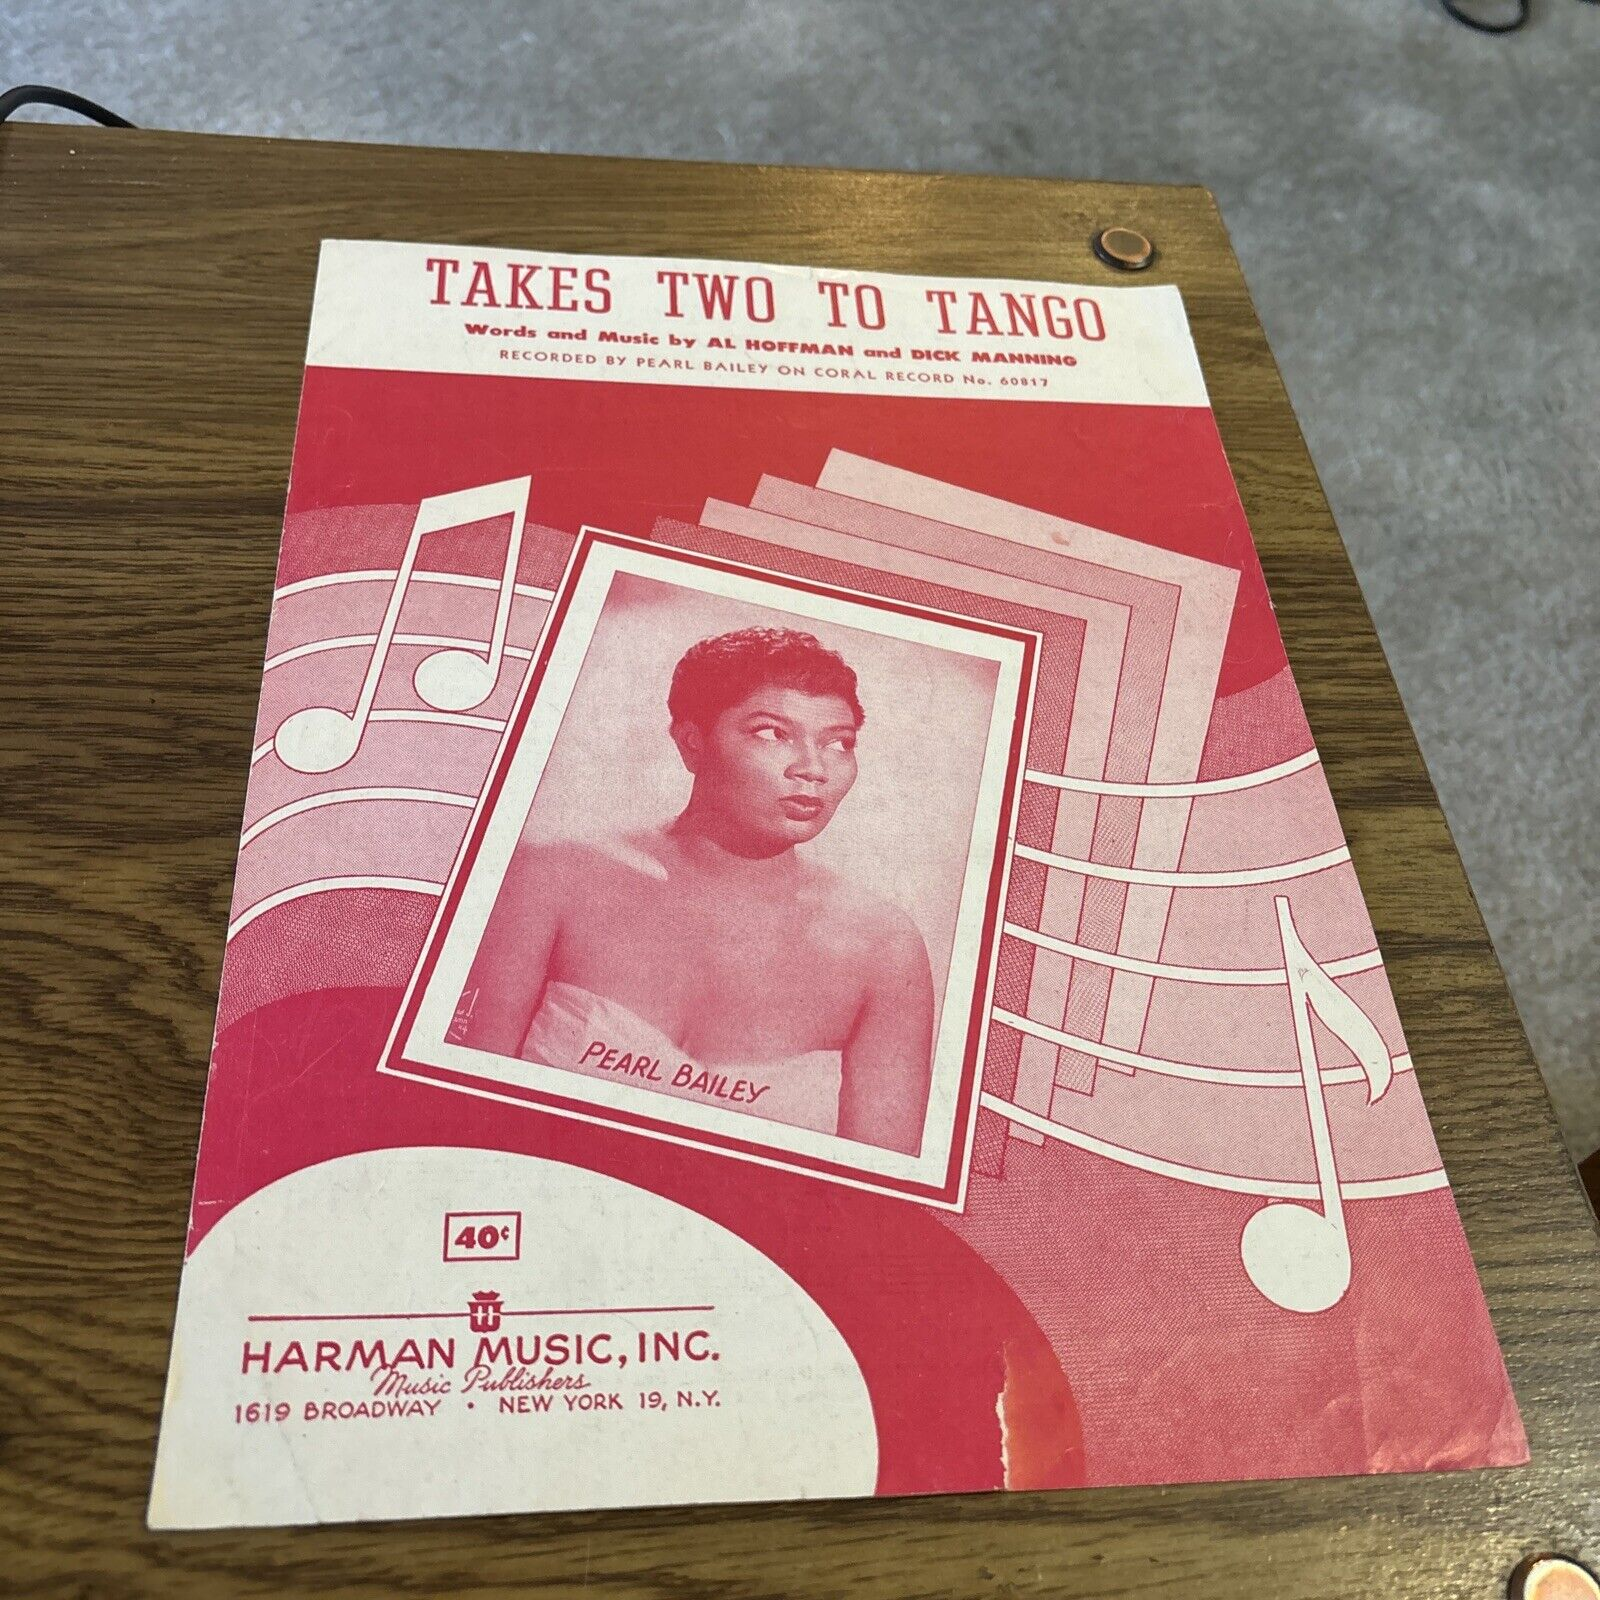 TAKES TWO TO TANGO
Words and Music by AL HOFFMAN and DICK MANNING
RECORDED BY PEARL BAILEY ON CORAL RECORD No. 60817
PEARL BAILEY
40¢
H
HARMAN MUSIC, INC.
Music Publishers
1619 BROADWAY • NEW YORK 19, N.Y.